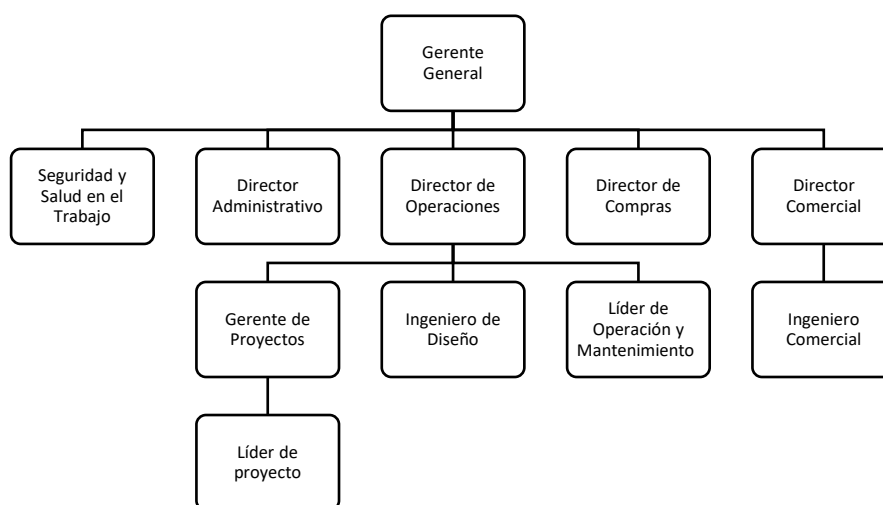 Gerente
General
Seguridad y
Salud en el
Trabajo
Director
Administrativo
Director de
Operaciones
Director de
Compras
Director
Comercial
Gerente de
Proyectos
Ingeniero de
Diseño
Líder de
Operación y
Mantenimiento
Ingeniero
Comercial
Líder de
proyecto